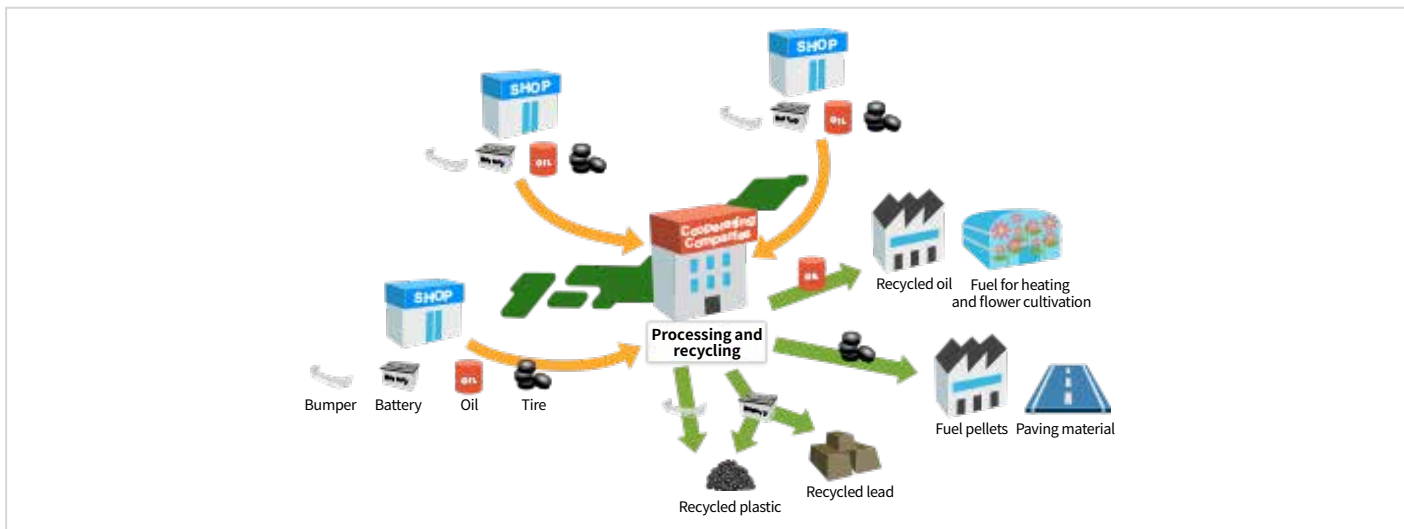 SHOP
SHOP
OIL
OIL
Cooperating
Companies
OIL
Recycled oil
Fuel for heating
and flower cultivation
SHOP
Processing and
recycling
OIL
Bumper
Battery
Oil
Tire
Fuel pellets
Paving material
Recycled plastic
Recycled lead